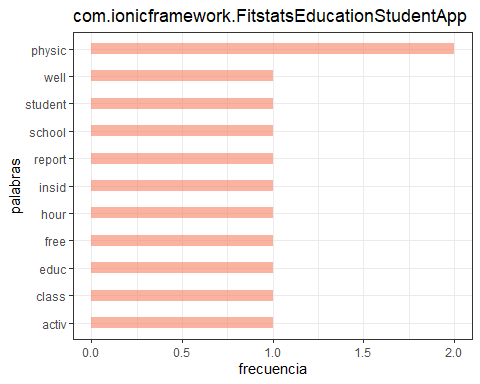 com.ionicframework.FitstatsEducationStudentApp
physic
well
student
school
report
insid
hour
free
educ
class
activ
palabras
0.0 0.5 1.0 1.5 2.0
frecuencia